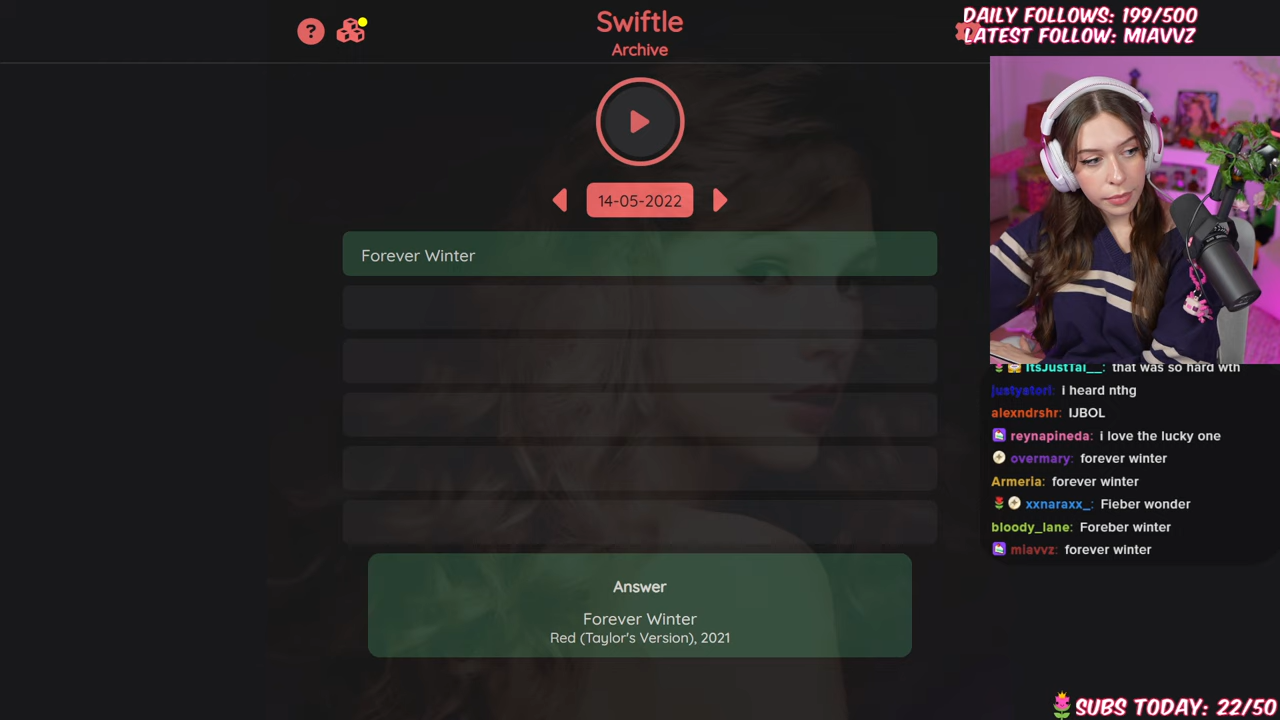 Swiftle
Archive
DAILY FOLLOWS: 199/500
LATEST FOLLOW: MIAVVZ
14-05-2022
Forever Winter
ItsJustTai__: that was so hard wth
justyatori: i heard nthg
alexndrshr: IJBOL
reynapineda: i love the lucky one
overmary: forever winter
Armeria: forever winter
xxnaraxx_: Fieber wonder
bloody_lane: Foreber winter
miavvz: forever winter
Answer
Forever Winter
Red (Taylor's Version), 2021
SUBS TODAY: 22/50